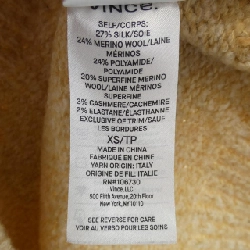 VINCE.
SELF/CORPS:
27% SILK/SOIE
24% MERINO WOOL/LAINE
MÉRINOS
24% POLYAMIDE/
POLYAMIDE
20% SUPERFINE MERINO
WOOL/LAINE MÉRINOS
SUPERFINE
3% CASHMERE/CACHEMIRE
2% ELASTANE/ÉLASTHANNE
EXCLUSIVE OF TRIM/SAUF
LES BORDURES
XS/TP
MADE IN CHINA
FABRIQUÉ EN CHINE
YARN ORIGIN: ITALY
ORIGINE DE FIL: ITALIE
Vince, LLC
500 Fifth Avenue, 20th Floor
New York, NY 10110
SEE REVERSE FOR CARE
VOIR AU VERSO POUR LES SOINS